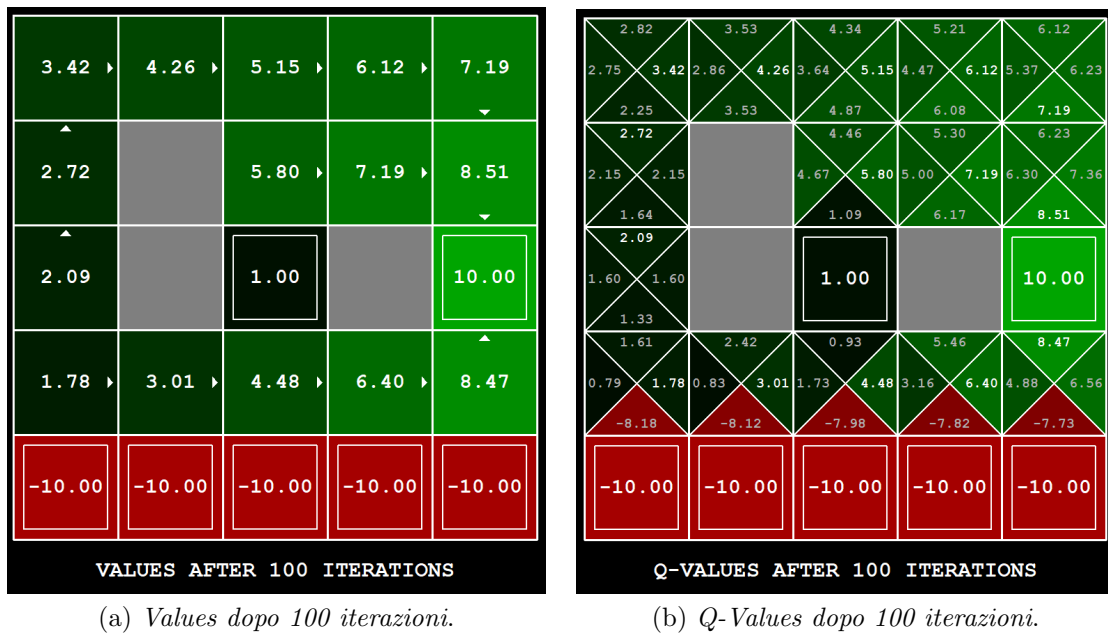 3.42 4.26 5.15 6.12 7.19
2.72 5.80 7.19 8.51
2.09 1.00 10.00
1.78 3.01 4.48 6.40 8.47
-10.00 -10.00 -10.00 -10.00 -10.00
VALUES AFTER 100 ITERATIONS
(a) Values dopo 100 iterazioni.
2.82 3.53 4.34 5.21 6.12
2.75 3.42 2.86 4.26 3.64 5.15 4.47 6.12 5.37 6.23
2.25 3.53 4.87 6.08 7.19
2.72 4.46 5.30 6.23
2.15 2.15 4.67 5.80 5.00 7.19 6.30 7.36
1.64 1.09 6.17 8.51
2.09
1.60 1.60 1.00 10.00
1.33
1.61 2.42 0.93 5.46 8.47
0.79 1.78 0.83 3.01 1.73 4.48 3.16 6.40 4.88 6.56
-8.18 -8.12 -7.98 -7.82 -7.73
-10.00 -10.00 -10.00 -10.00 -10.00
Q-VALUES AFTER 100 ITERATIONS
(b) Q-Values dopo 100 iterazioni.